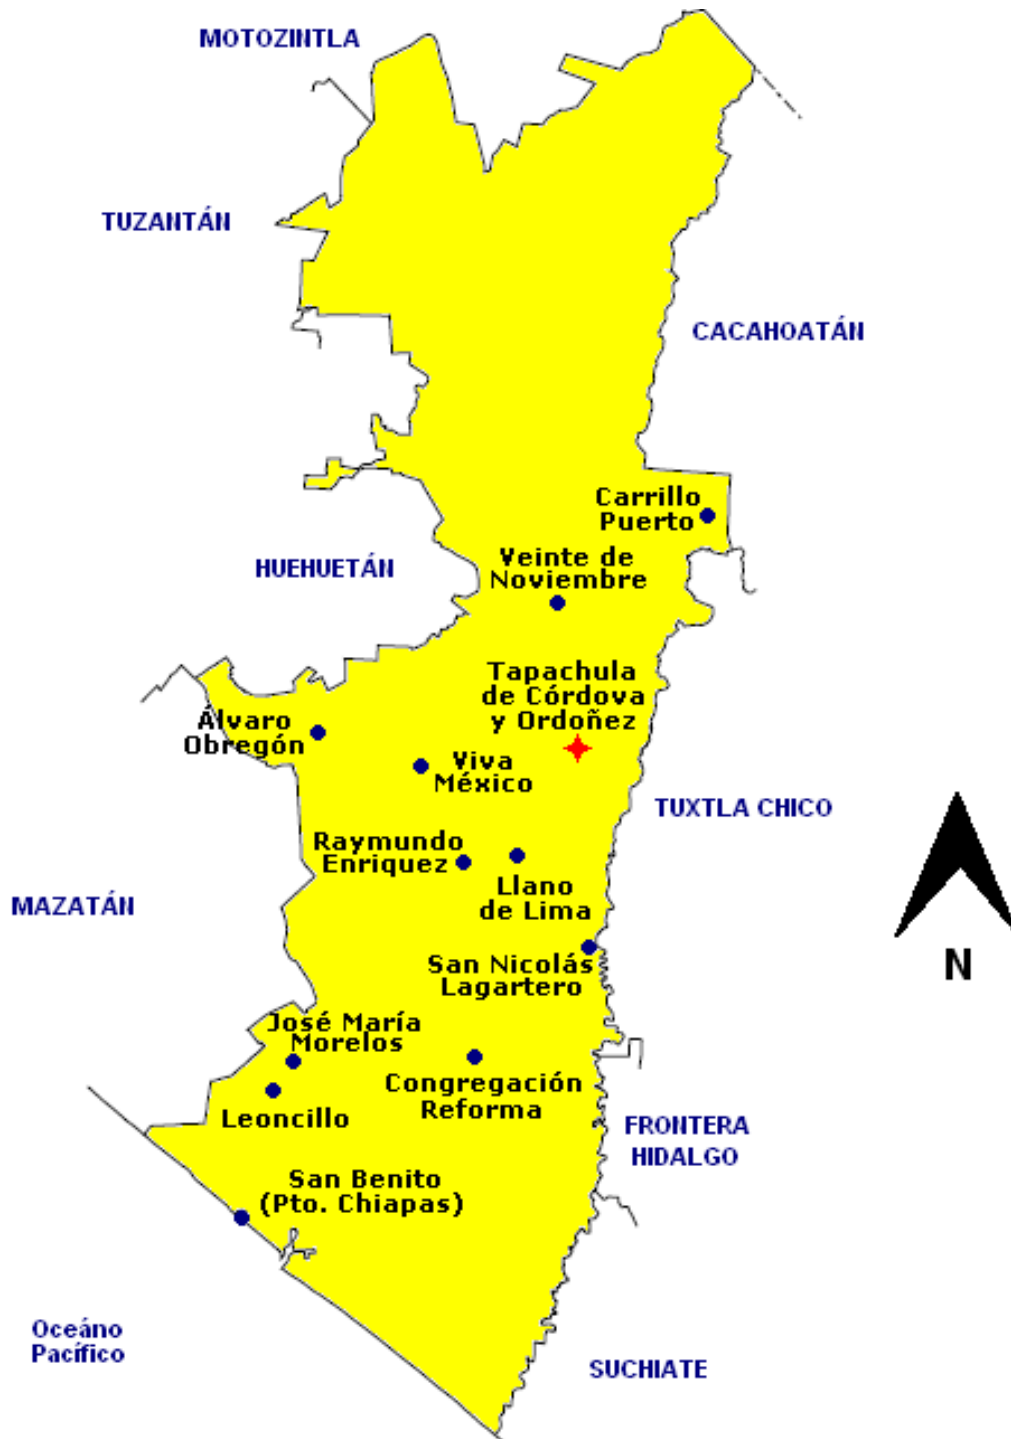 MOTOZINTLA
TUZANTÁN
CACAHOATÁN
Carrillo
Puerto
Veinte de
Noviembre
HUEHUETÁN
Tapachula
de Córdova
y Ordoñez
Álvaro
Obregón
Viva
México
TUXTLA CHICO
Raymundo
Enriquez
Llano
de Lima
MAZATÁN
San Nicolás
Lagartero
N
José María
Morelos
Congregación
Reforma
Leoncillo
FRONTERA
HIDALGO
San Benito
(Pto. Chiapas)
Oceáno
Pacífico
SUCHIATE